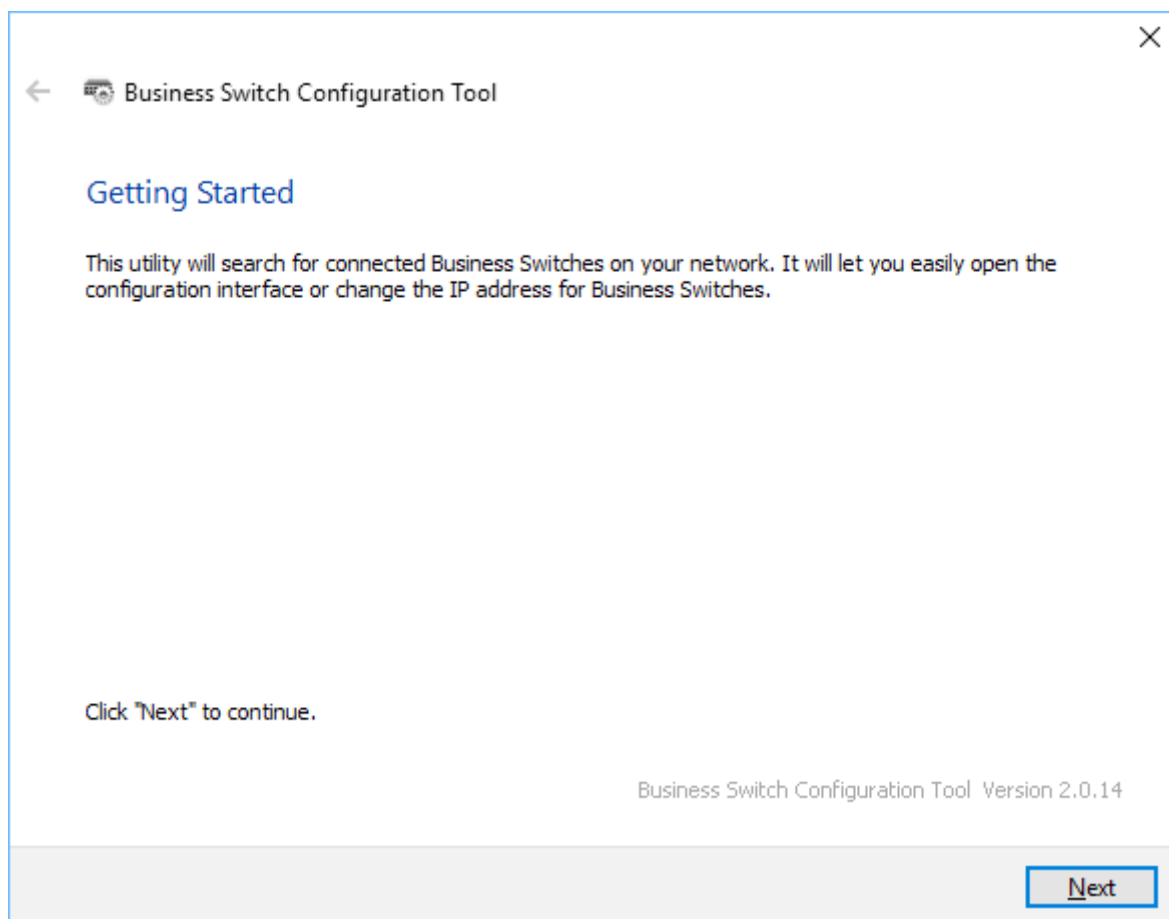 Business Switch Configuration Tool
Getting Started
This utility will search for connected Business Switches on your network. It will let you easily open the
configuration interface or change the IP address for Business Switches.
Click "Next" to continue.
Business Switch Configuration Tool Version 2.0.14
Next